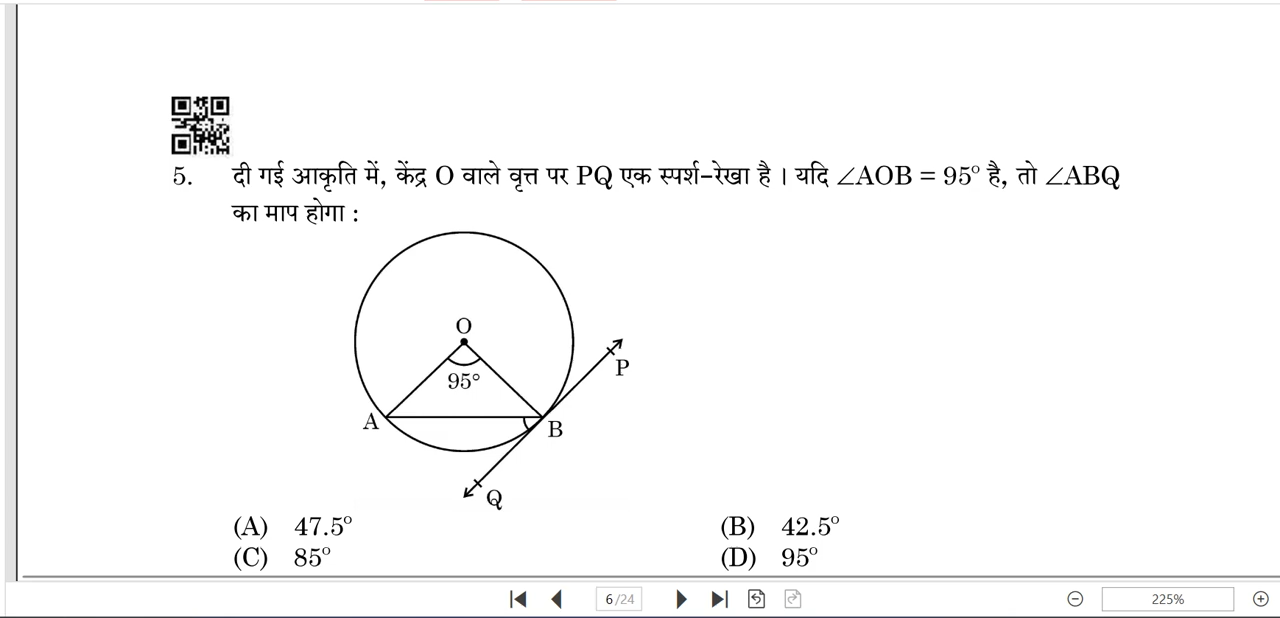 5. दी गई आकृति में, केंद्र O वाले वृत्त पर PQ एक स्पर्श-रेखा है । यदि ∠AOB = 95° है, तो ∠ABQ
का माप होगा :
O
95°
P
A
B
Q
(A) 47.5° (B) 42.5°
(C) 85° (D) 95°
6/24 225%